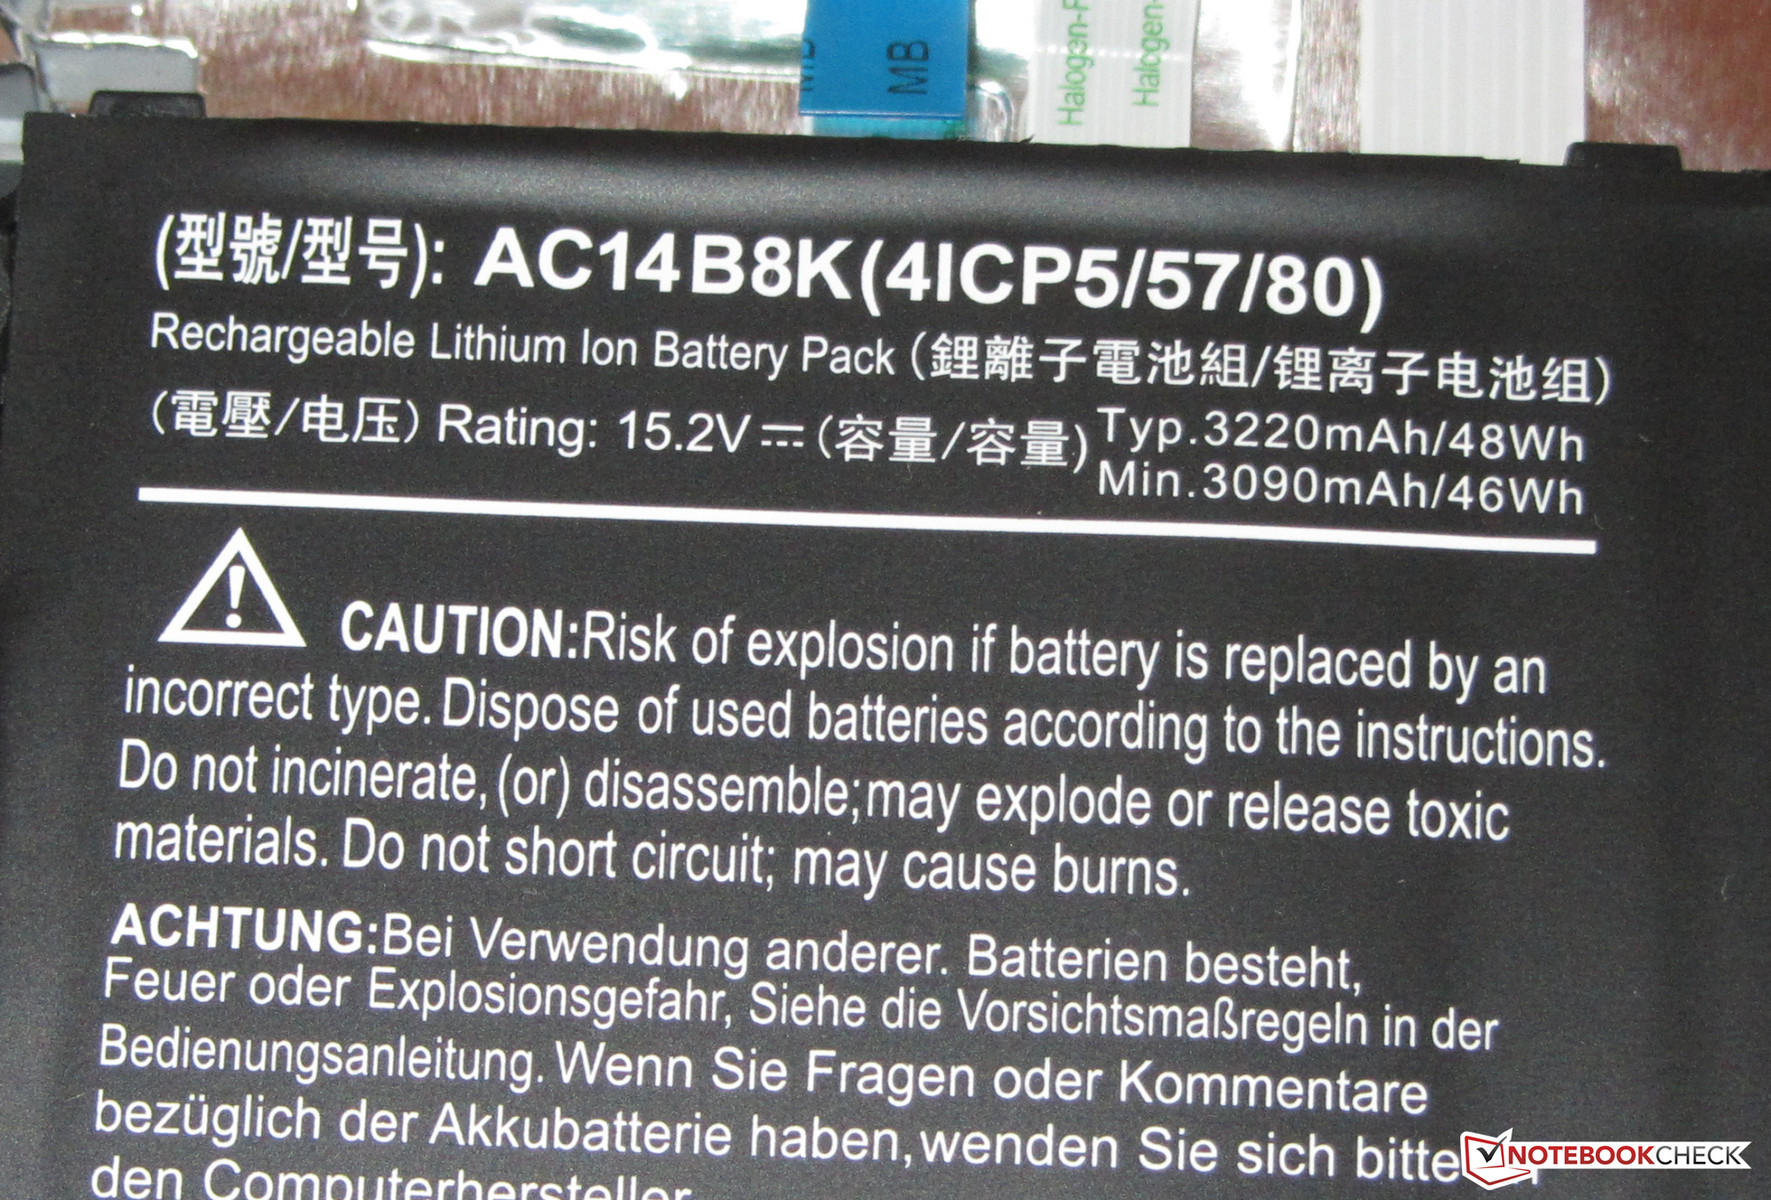 MB
MB
Halogen-F
Halogen-
(型號/型号): AC14B8K(4ICP5/57/80)
Rechargeable Lithium Ion Battery Pack (鋰離子電池組/锂离子电池组)
(電壓/电压) Rating: 15.2V⎓(容量/容量) Typ.3220mAh/48Wh
Min.3090mAh/46Wh
CAUTION:Risk of explosion if battery is replaced by an
incorrect type. Dispose of used batteries according to the instructions.
Do not incinerate, (or) disassemble; may explode or release toxic
materials. Do not short circuit; may cause burns.
ACHTUNG:Bei Verwendung anderer. Batterien besteht,
Feuer oder Explosionsgefahr, Siehe die Vorsichtsmaßregeln in der
Bedienungsanleitung. Wenn Sie Fragen oder Kommentare
bezüglich der Akkubatterie haben, wenden Sie sich bitte
den Computerhersteller
NOTEBOOKCHECK